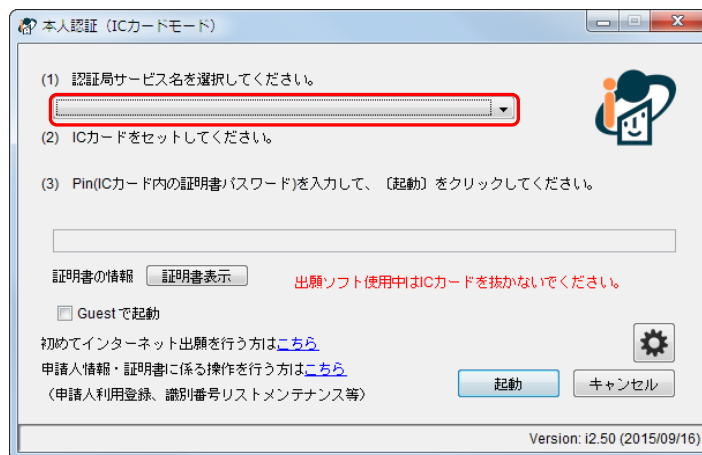 本人認証（ICカードモード）
(1) 認証局サービス名を選択してください。
(2) ICカードをセットしてください。
(3) Pin(ICカード内の証明書パスワード)を入力して、〔起動〕をクリックしてください。
証明書の情報 証明書表示 出願ソフト使用中はICカードを抜かないでください。
Guestで起動
初めてインターネット出願を行う方はこちら
申請人情報・証明書に係る操作を行う方はこちら
（申請人利用登録、識別番号リストメンテナンス等）
起動 キャンセル
Version: i2.50 (2015/09/16)